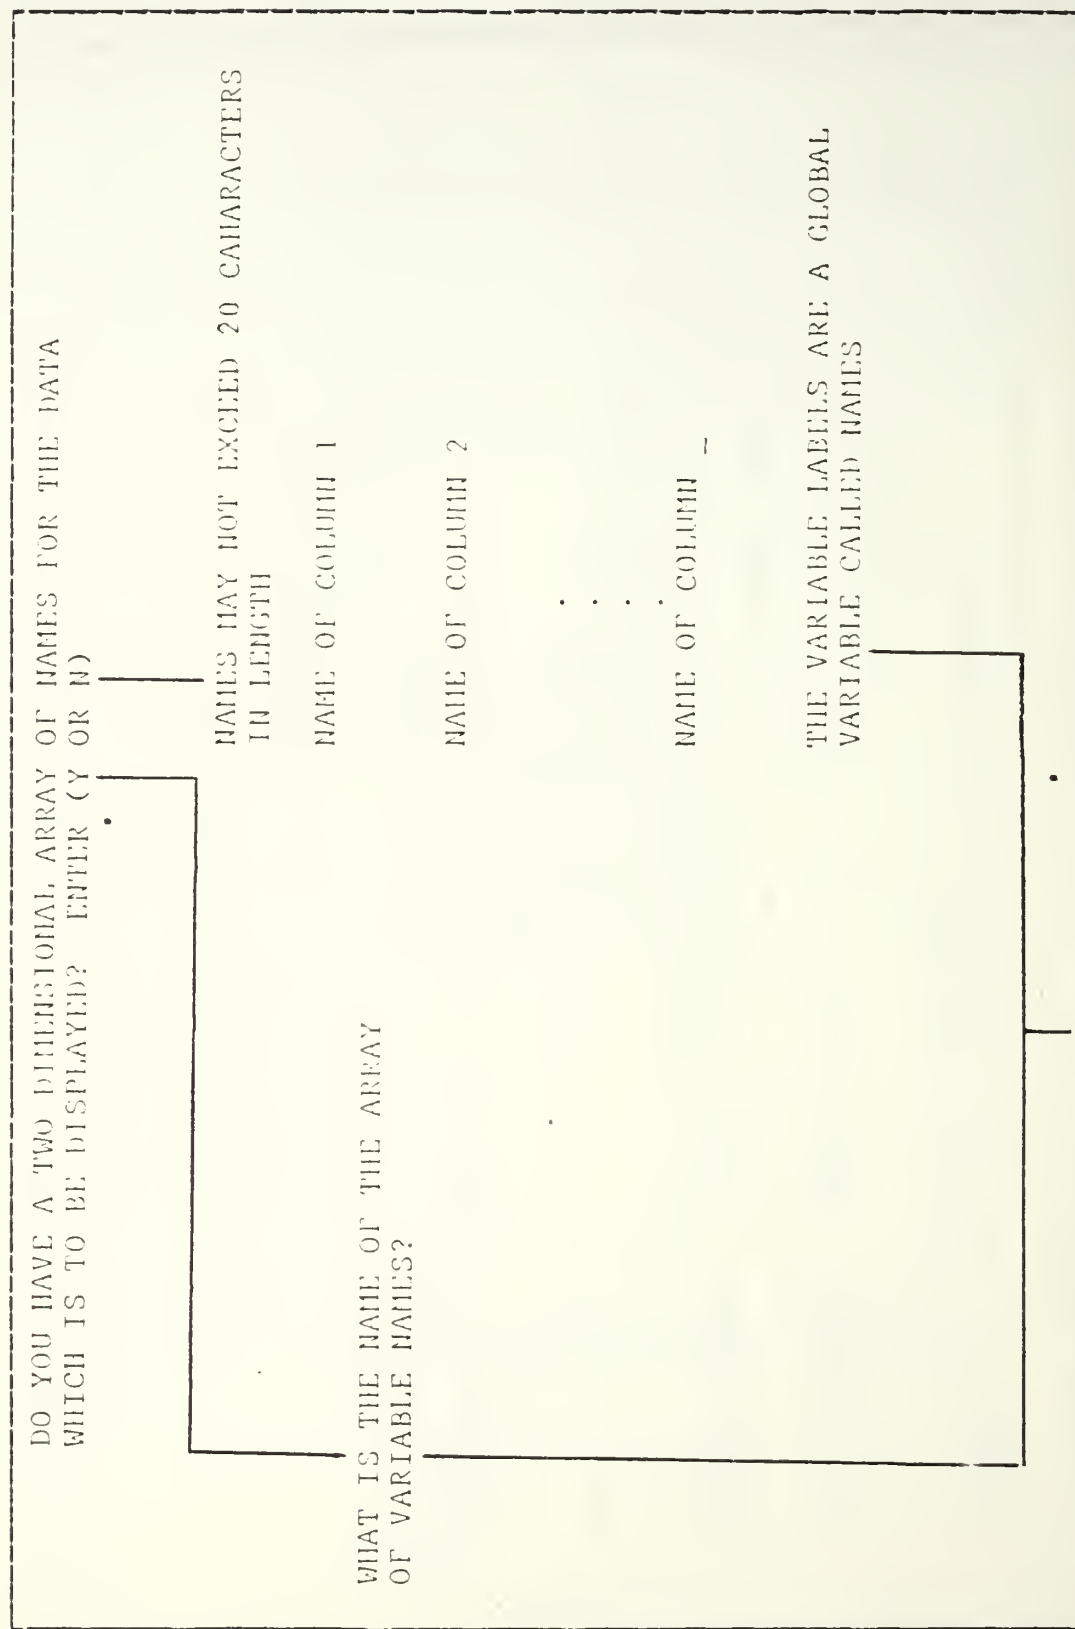 DO YOU HAVE A TWO DIMENSIONAL ARRAY OF NAMES FOR THE DATA
WHICH IS TO BE DISPLAYED? ENTER (Y OR N)
NAMES MAY NOT EXCEED 20 CAHARACTERS
IN LENGTH
NAME OF COLUMN 1
WHAT IS THE NAME OF THE ARRAY
OF VARIABLE NAMES?
NAME OF COLUMN 2
. . . .
NAME OF COLUMN _
THE VARIABLE LABELS ARE A GLOBAL
VARIABLE CALLED NAMES